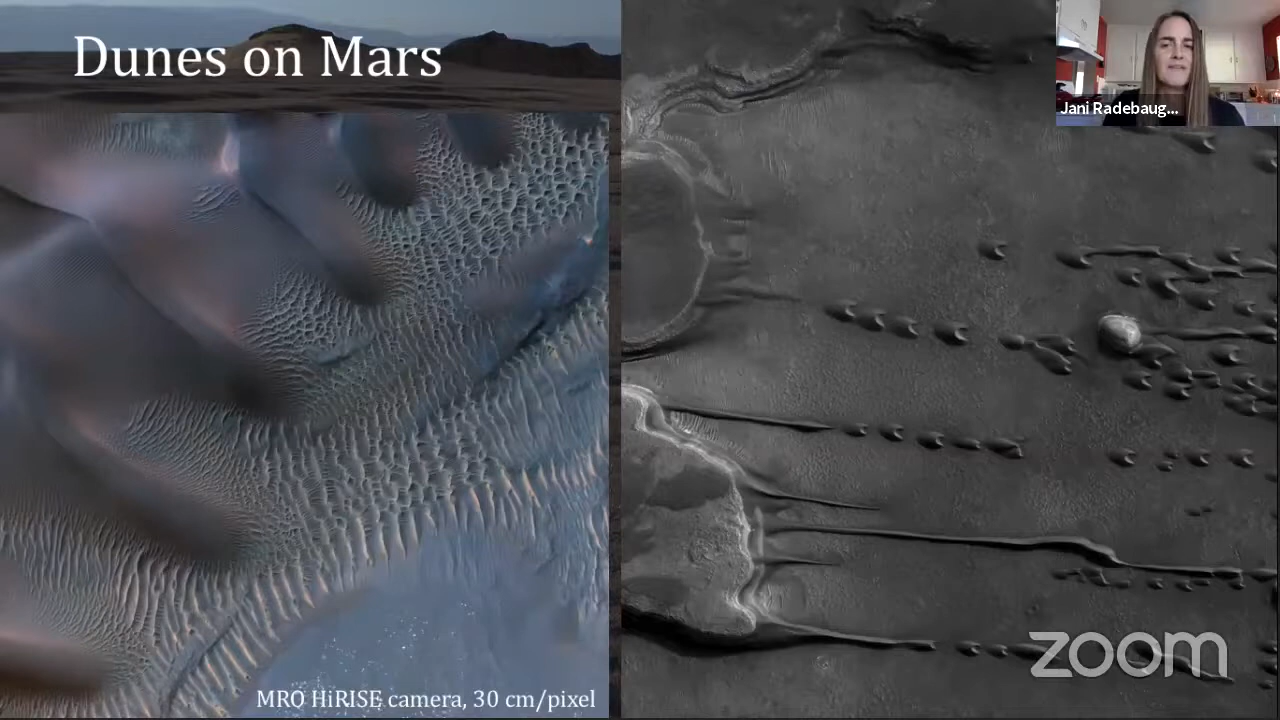 Dunes on Mars
Jani Radebaug...
MRO HiRISE camera, 30 cm/pixel
zoom